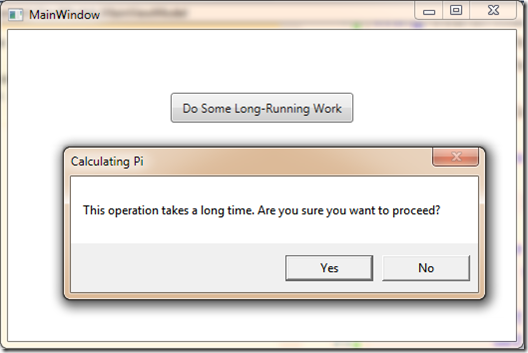 MainWindow
Do Some Long-Running Work
Calculating Pi
This operation takes a long time. Are you sure you want to proceed?
Yes
No